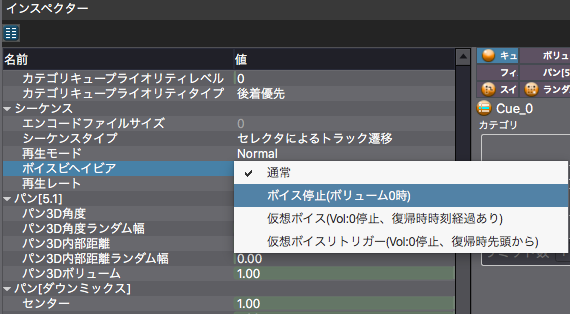 インスペクター
名前 値
カテゴリキュープライオリティレベル 0
カテゴリキュープライオリティタイプ 後着優先
シーケンス
エンコードファイルサイズ 0
シーケンスタイプ セレクタによるトラック遷移
再生モード Normal
ボイスビヘイビア
再生レート
パン[5.1]
パン3D角度
パン3D角度ランダム幅
パン3D内部距離
パン3D内部距離ランダム幅 0.00
パン3Dボリューム 1.00
パン[ダウンミックス]
センター 1.00
通常
ボイス停止(ボリューム0時)
仮想ボイス(Vol:0停止、復帰時時刻経過あり)
仮想ボイスリトリガー(Vol:0停止、復帰時先頭から)
キュ ボリュ
フィ パン[5
スイ ランダ
Cue_0
カテゴリ